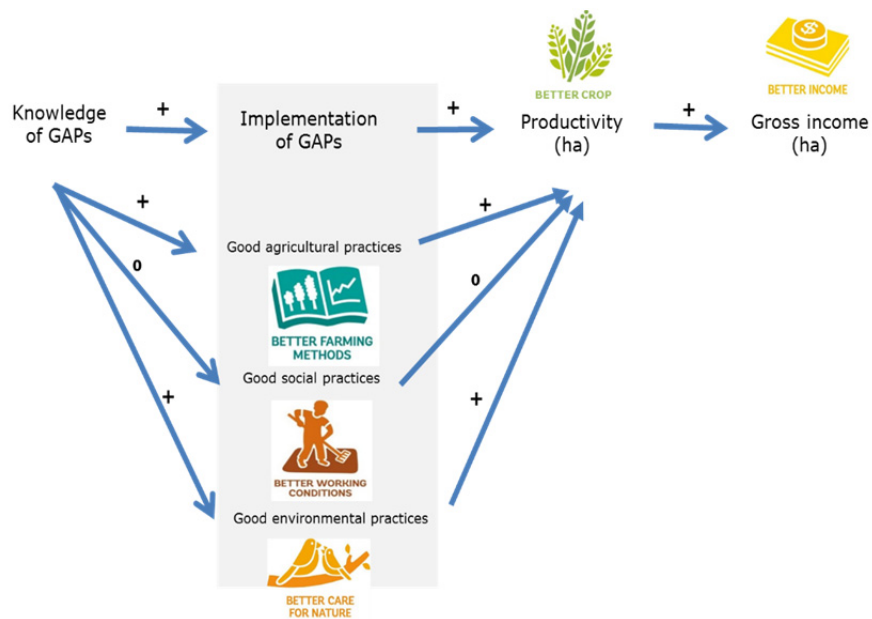 BETTER CROP
BETTER INCOME
Knowledge
of GAPs
+
Implementation
of GAPs
+
Productivity
(ha)
+
Gross income
(ha)
+
+
Good agricultural practices
0
0
BETTER FARMING
METHODS
Good social practices
+
+
BETTER WORKING
CONDITIONS
Good environmental practices
BETTER CARE
FOR NATURE
$